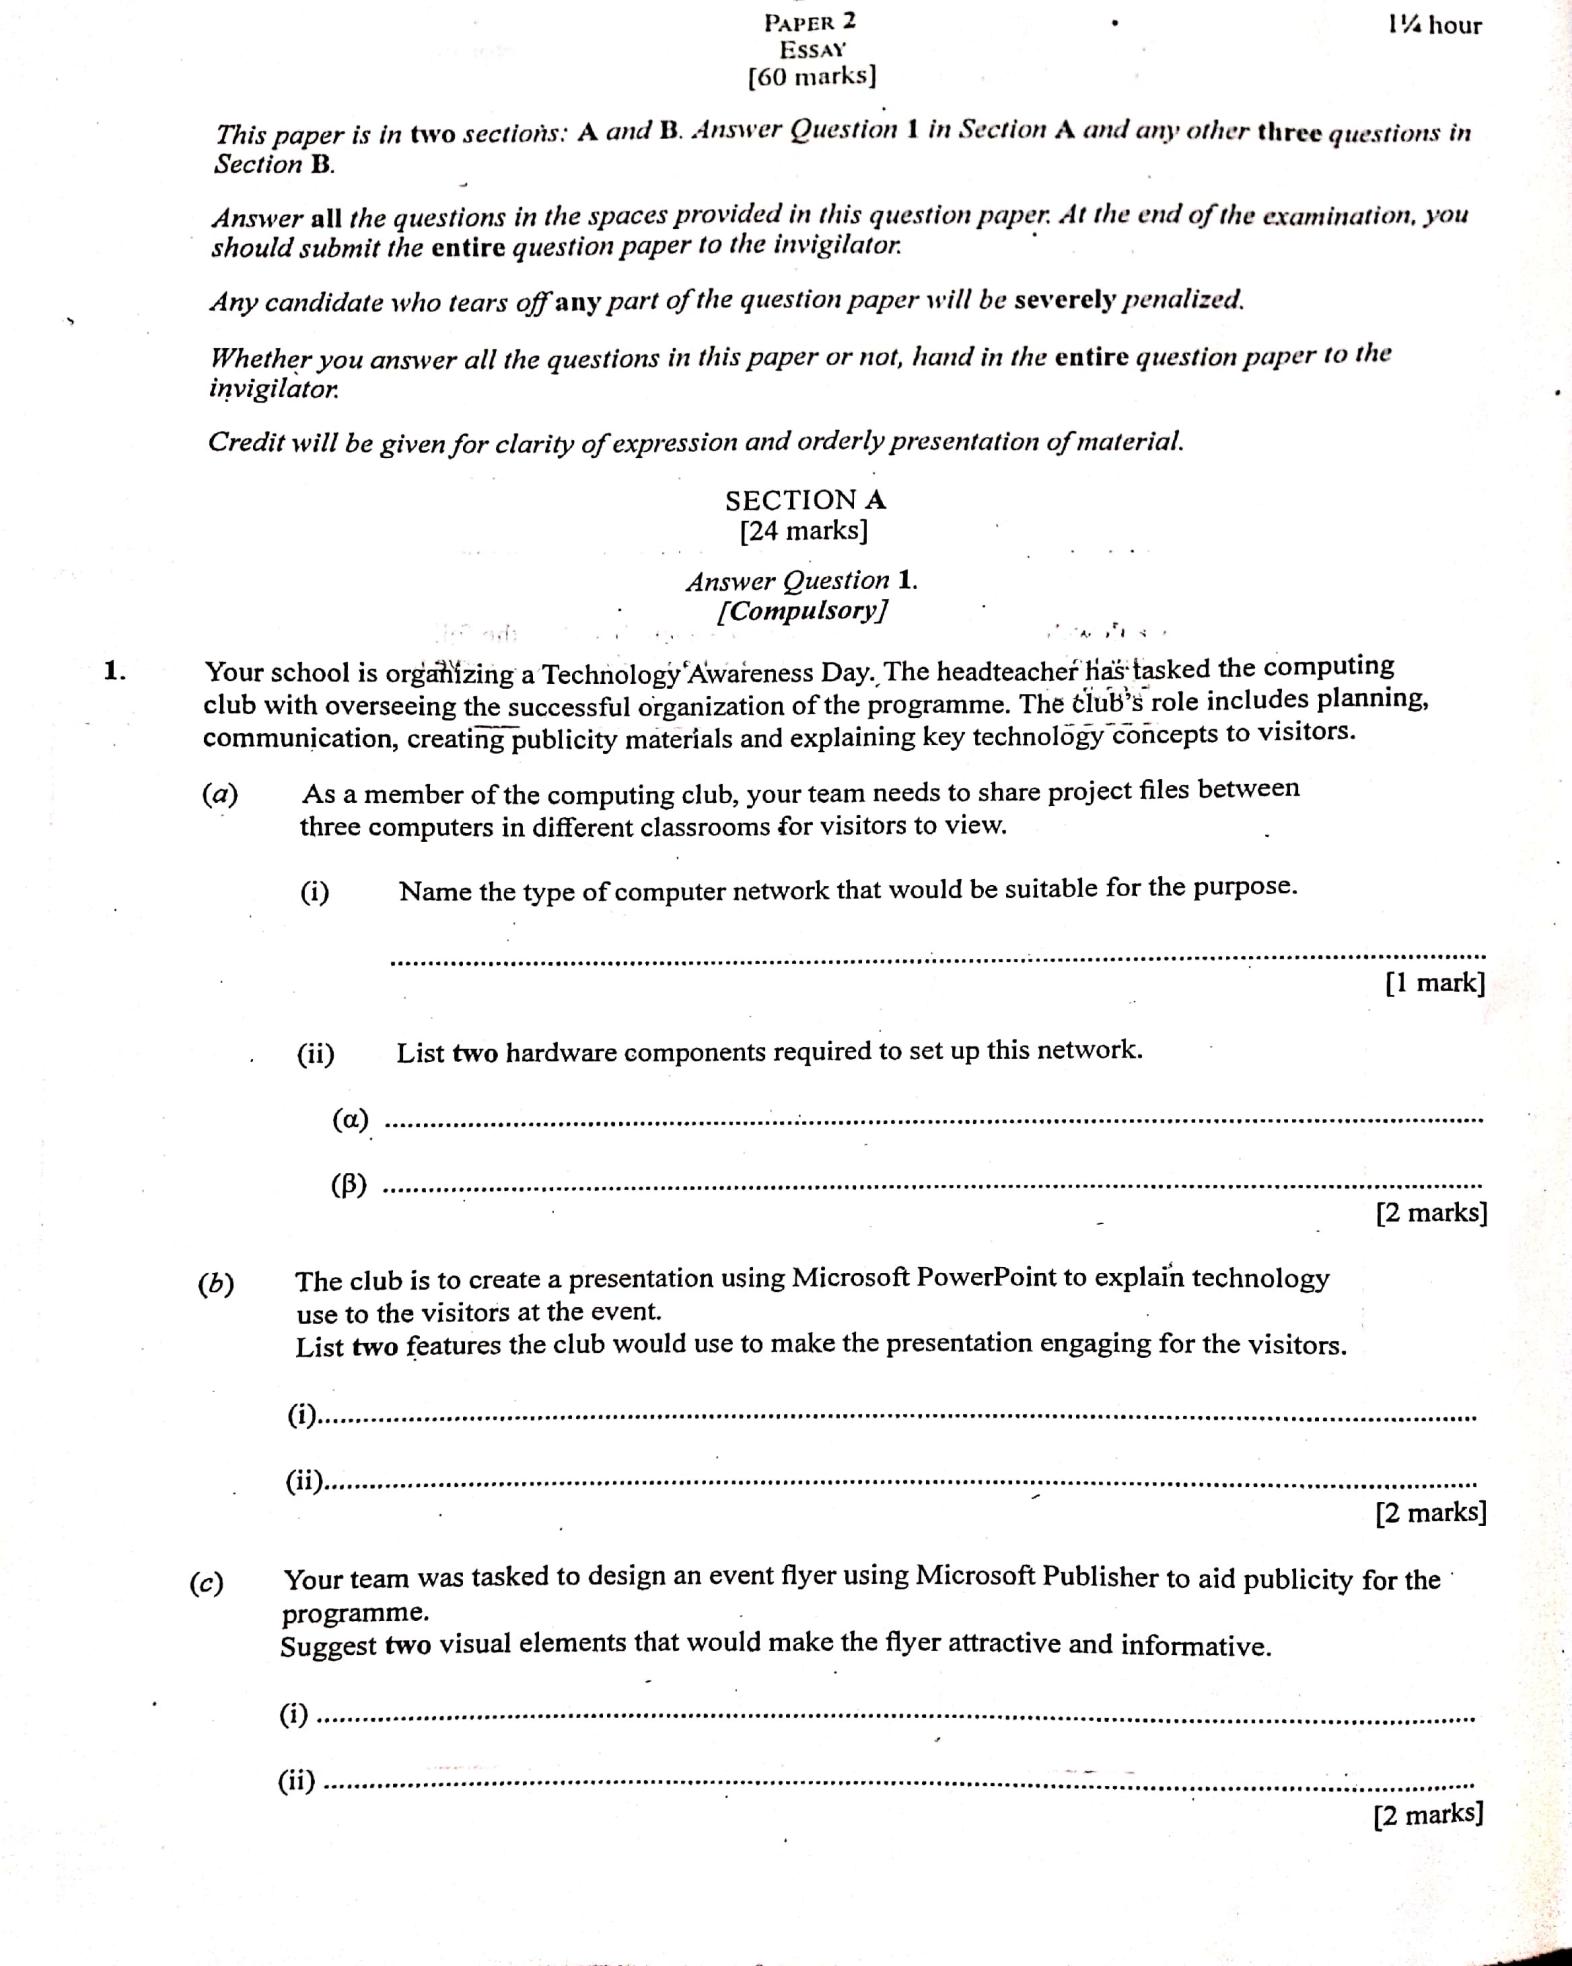 PAPER 2
1¼ hour
ESSAY
[60 marks]
This paper is in two sections: A and B. Answer Question 1 in Section A and any other three questions in
Section B.
Answer all the questions in the spaces provided in this question paper. At the end of the examination, you
should submit the entire question paper to the invigilator.
Any candidate who tears off any part of the question paper will be severely penalized.
Whether you answer all the questions in this paper or not, hand in the entire question paper to the
invigilator.
Credit will be given for clarity of expression and orderly presentation of material.
SECTION A
[24 marks]
Answer Question 1.
[Compulsory]
1. Your school is organizing a Technology Awareness Day. The headteacher has tasked the computing
club with overseeing the successful organization of the programme. The club's role includes planning,
communication, creating publicity materials and explaining key technology concepts to visitors.
(a) As a member of the computing club, your team needs to share project files between
three computers in different classrooms for visitors to view.
(i) Name the type of computer network that would be suitable for the purpose.
[1 mark]
(ii) List two hardware components required to set up this network.
(α)
(β)
[2 marks]
(b) The club is to create a presentation using Microsoft PowerPoint to explain technology
use to the visitors at the event.
List two features the club would use to make the presentation engaging for the visitors.
(i)
(ii)
[2 marks]
(c) Your team was tasked to design an event flyer using Microsoft Publisher to aid publicity for the
programme.
Suggest two visual elements that would make the flyer attractive and informative.
(i)
(ii)
[2 marks]